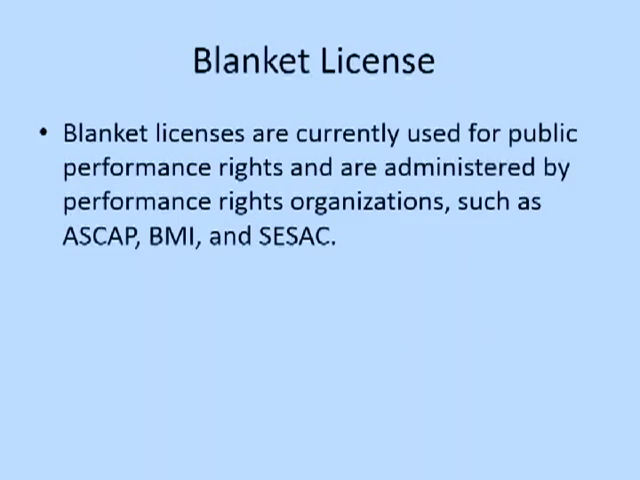 Blanket License
• Blanket licenses are currently used for public
performance rights and are administered by
performance rights organizations, such as
ASCAP, BMI, and SESAC.